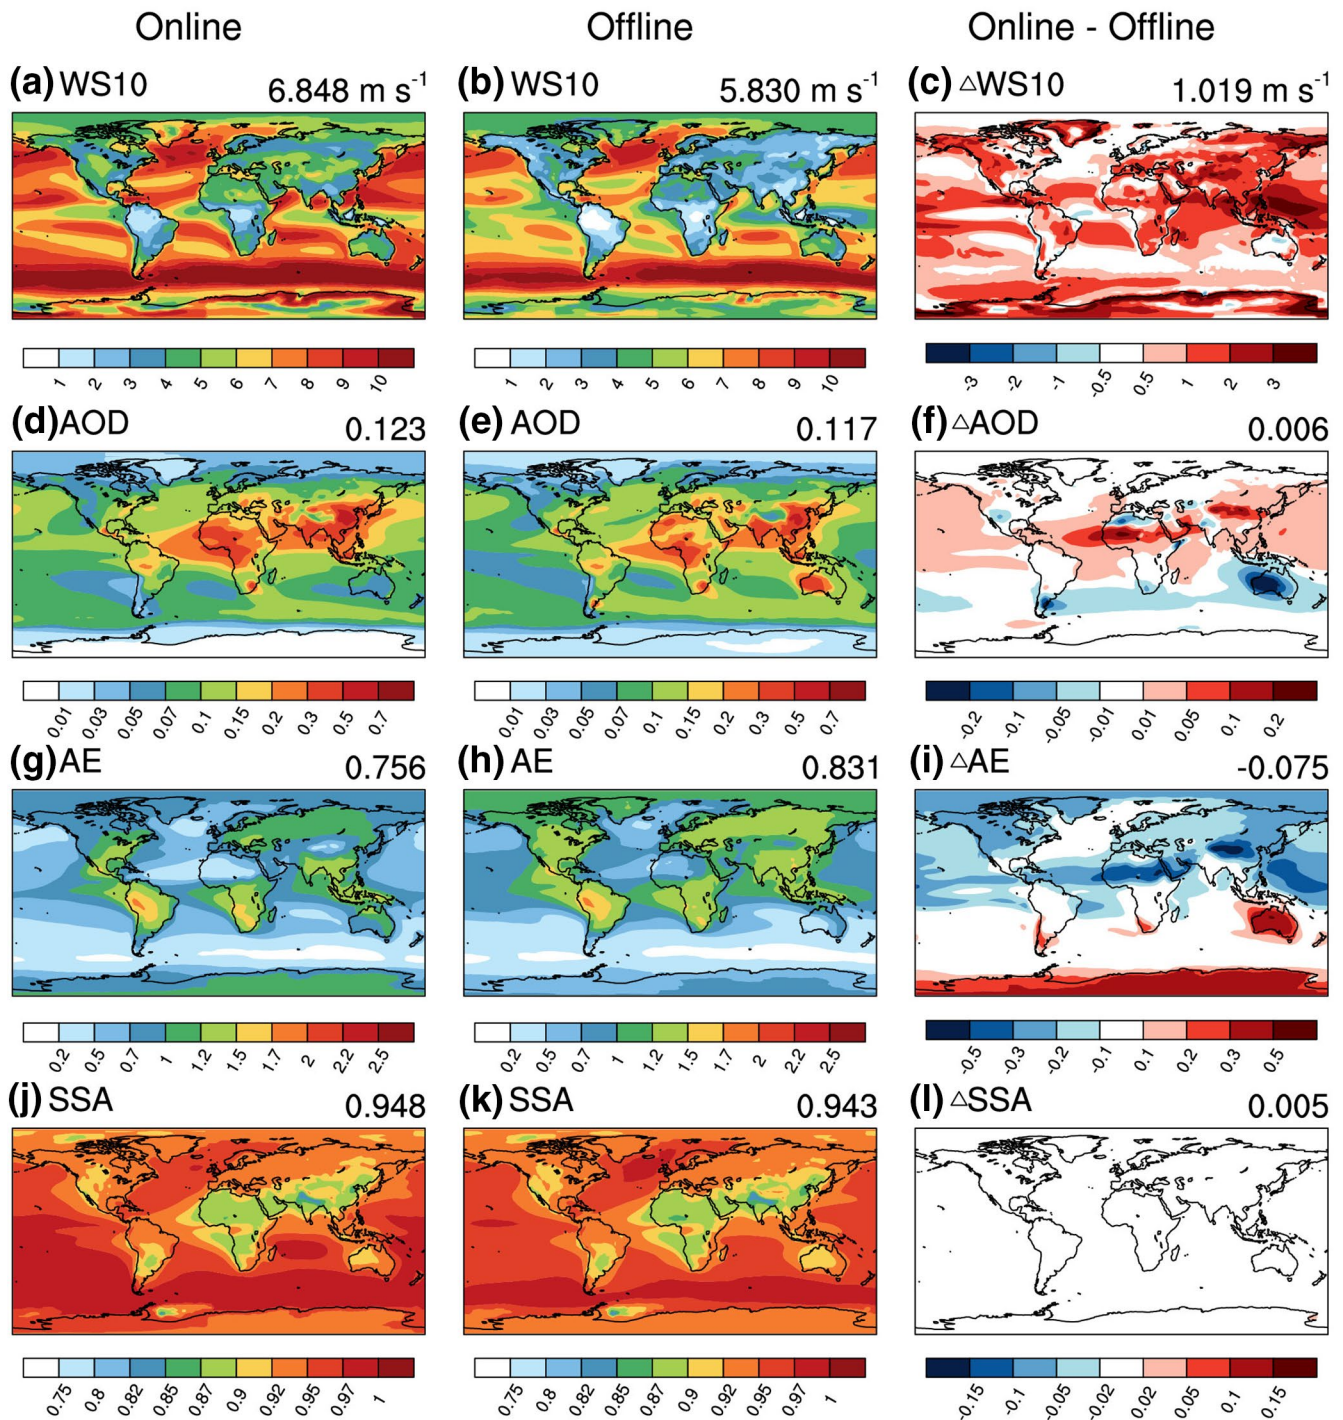 Online Offline Online - Offline
(a) WS10 6.848 m s⁻¹ (b) WS10 5.830 m s⁻¹ (c) △WS10 1.019 m s⁻¹
1 2 3 4 5 6 7 8 9 10 1 2 3 4 5 6 7 8 9 10 -3 -2 -1 -0.5 0.5 1 2 3
(d) AOD 0.123 (e) AOD 0.117 (f) △AOD 0.006
0.01 0.03 0.05 0.07 0.1 0.15 0.2 0.3 0.5 0.7 0.01 0.03 0.05 0.07 0.1 0.15 0.2 0.3 0.5 0.7 -0.2 -0.1 -0.05 -0.01 0.01 0.05 0.1 0.2
(g) AE 0.756 (h) AE 0.831 (i) △AE -0.075
0.2 0.5 0.7 1 1.2 1.5 1.7 2 2.2 2.5 0.2 0.5 0.7 1 1.2 1.5 1.7 2 2.2 2.5 -0.5 -0.3 -0.2 -0.1 0.1 0.2 0.3 0.5
(j) SSA 0.948 (k) SSA 0.943 (l) △SSA 0.005
0.75 0.8 0.82 0.85 0.87 0.9 0.92 0.95 0.97 1 0.75 0.8 0.82 0.85 0.87 0.9 0.92 0.95 0.97 1 -0.15 -0.1 -0.05 -0.02 0.02 0.05 0.1 0.15